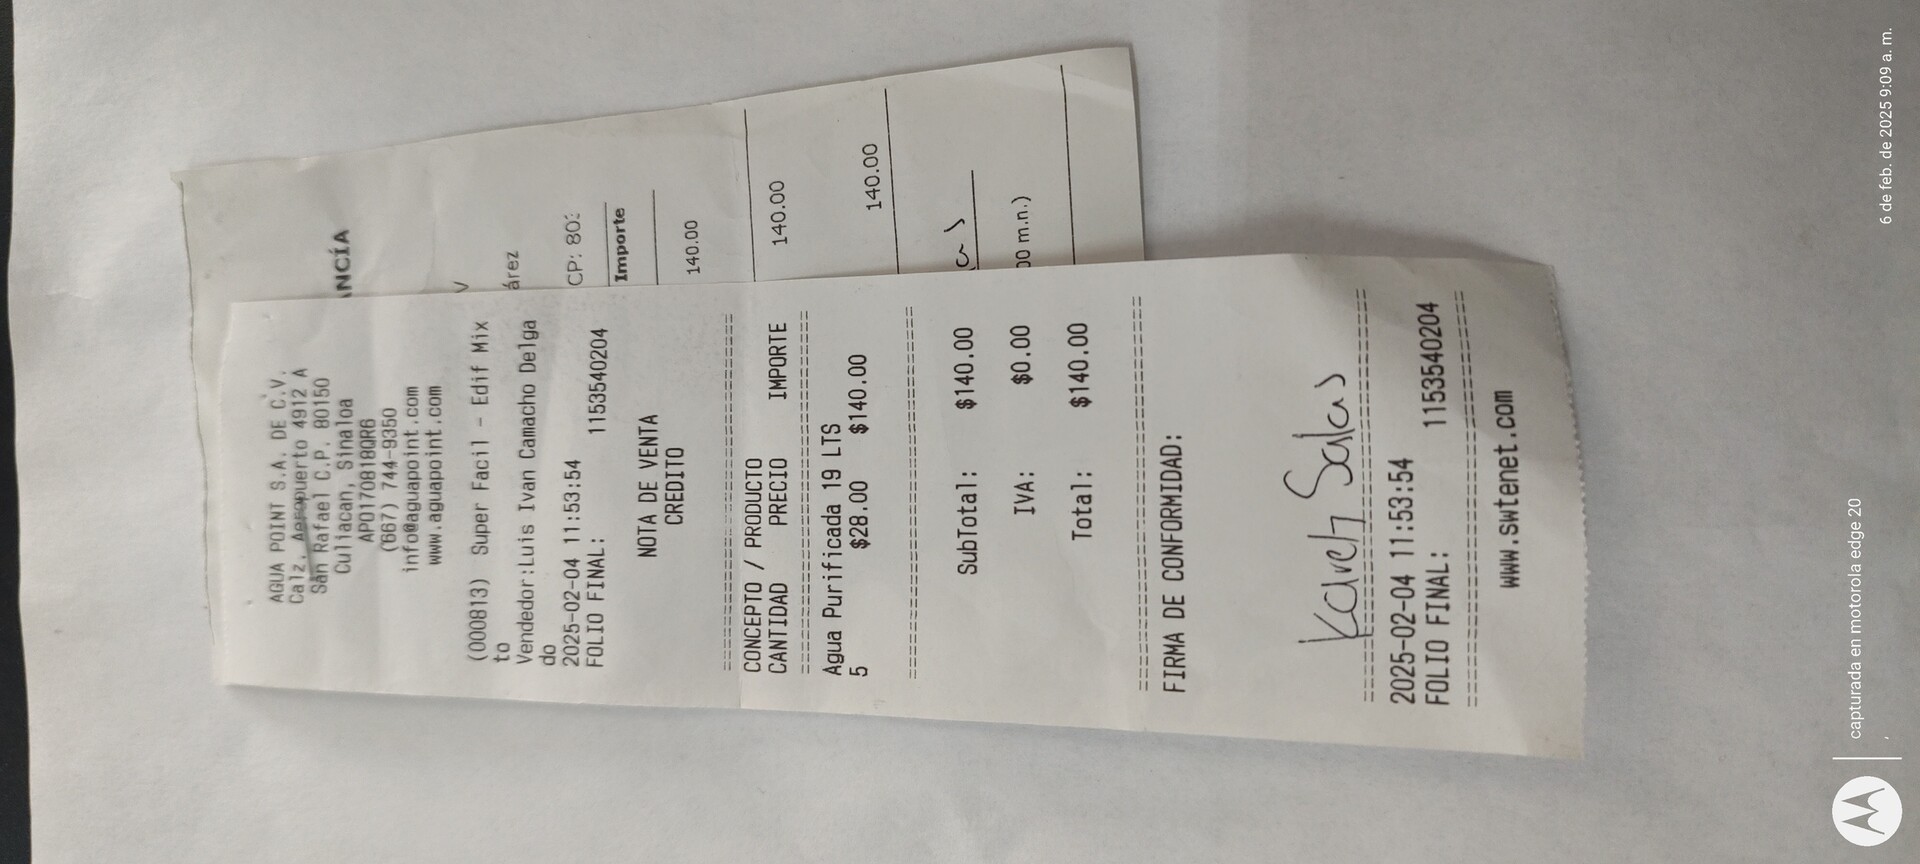 AGUA POINT S.A. DE C.V.
Calz. Aeropuerto 4912 A
San Rafael C.P. 80150
Culiacan, Sinaloa
APO170818QR6
(667) 744-9350
info@aguapoint.com
www.aguapoint.com
(000813) Super Facil - Edif Mix
to
Vendedor:Luis Ivan Camacho Delga
do
2025-02-04 11:53:54
FOLIO FINAL: 1153540204
NOTA DE VENTA
CREDITO
CONCEPTO / PRODUCTO
CANTIDAD PRECIO IMPORTE
Agua Purificada 19 LTS
5 $28.00 $140.00
SubTotal: $140.00
IVA: $0.00
Total: $140.00
FIRMA DE CONFORMIDAD:
Kareh Salas
2025-02-04 11:53:54
FOLIO FINAL: 1153540204
www.swtenet.com
ANCÍA
V
árez
CP: 80
Importe
140.00
140.00
140.00
as
00 m.n.)
capturada en motorola edge 20
,
6 de feb. de 2025 9:09 a. m.